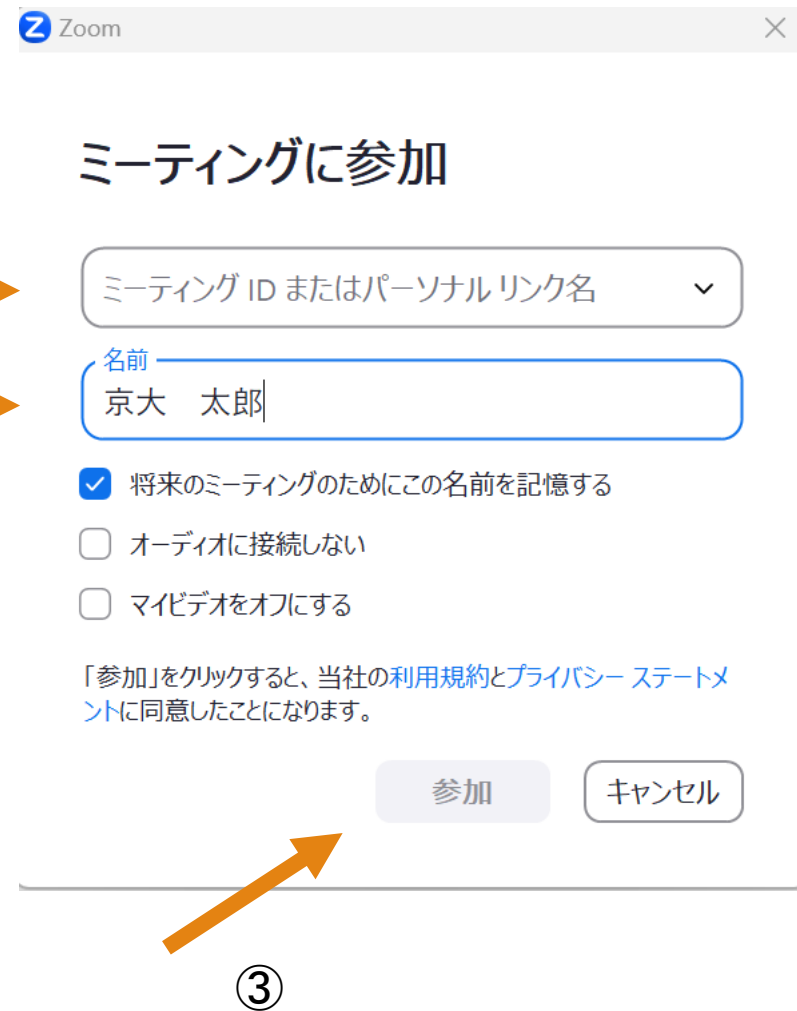 Zoom
ミーティングに参加
ミーティング ID またはパーソナル リンク名
名前
京大　太郎
将来のミーティングのためにこの名前を記憶する
オーディオに接続しない
マイビデオをオフにする
「参加」をクリックすると、当社の利用規約とプライバシー ステートメ
ントに同意したことになります。
参加
キャンセル
③